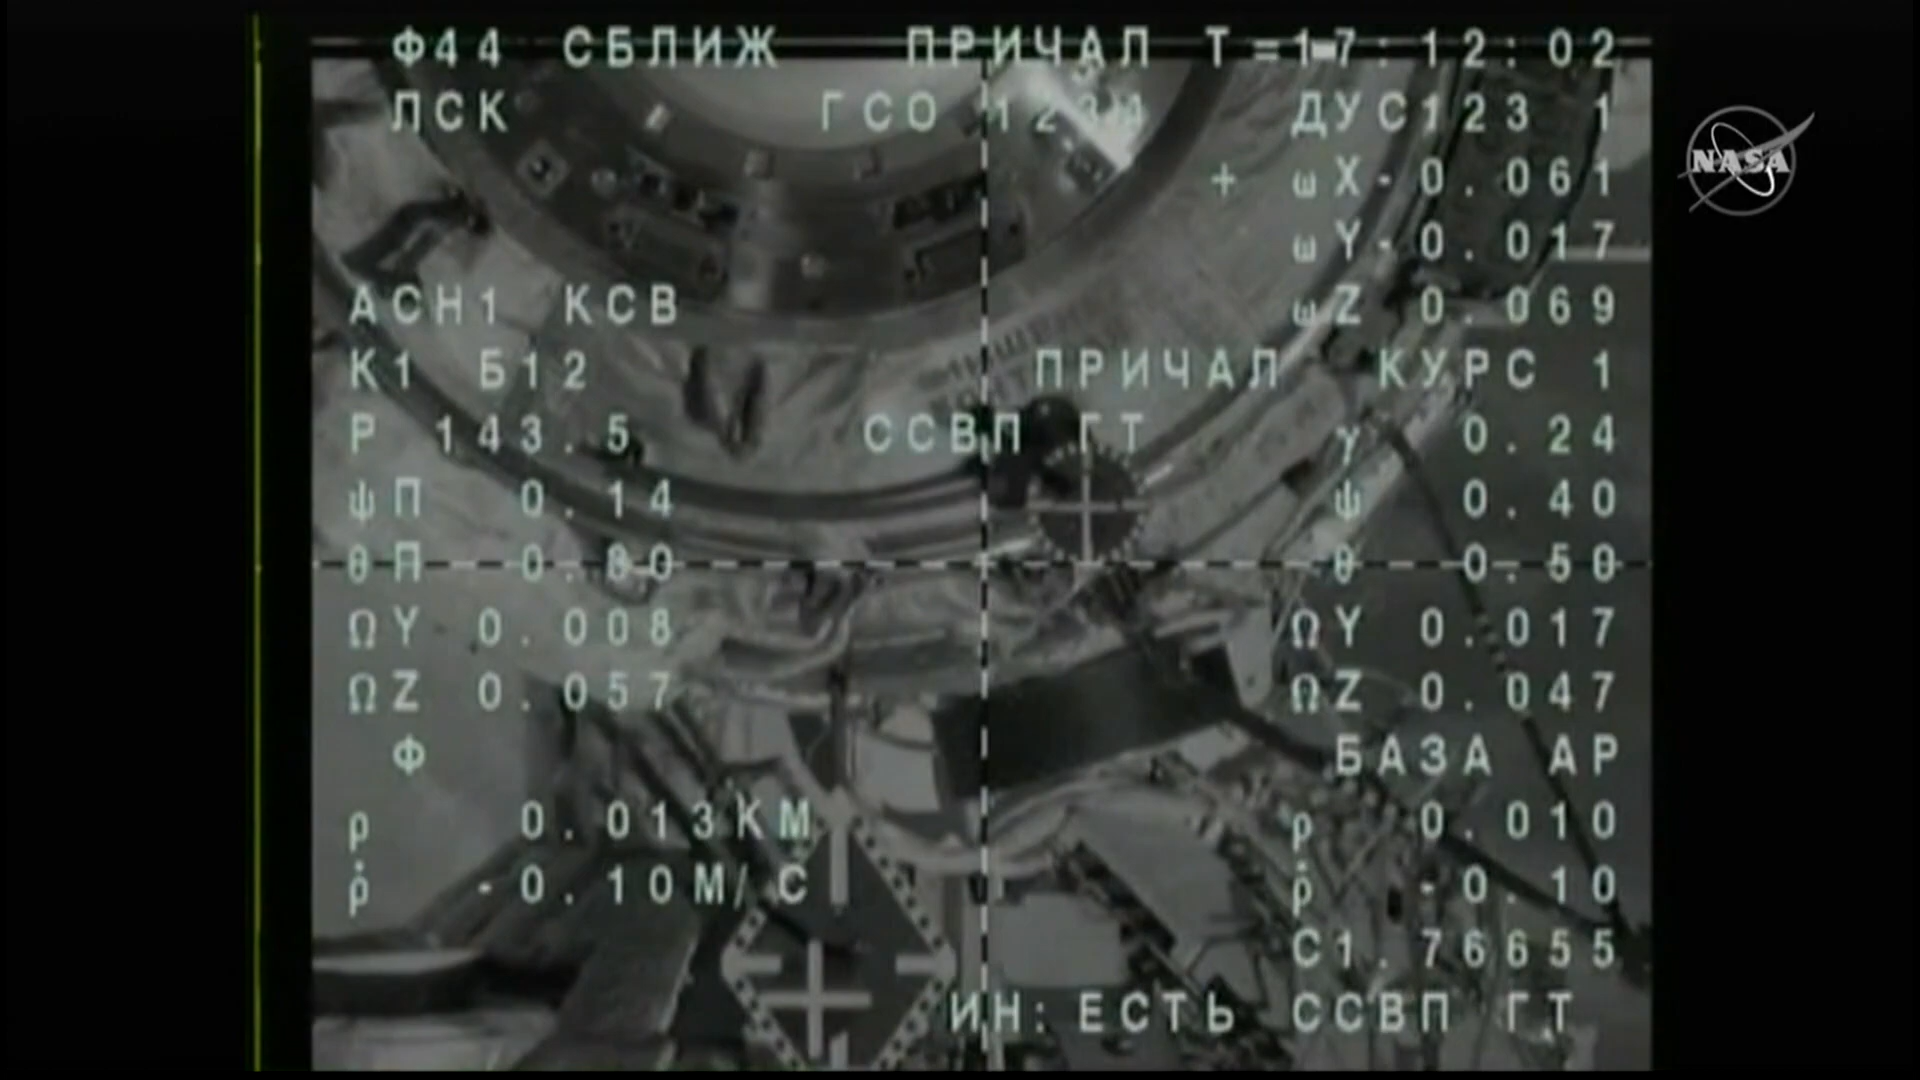 Ф44 СБЛИЖ ПРИЧАЛ Т=17:12:02
ЛСК ГСО 1234 ДУС123 1
+ ωX-0.061
ωY-0.017
NASA
АСН1 КСВ ωZ 0.069
К1 Б12 ПРИЧАЛ КУРС 1
Р 143.5 ССВП ГТ γ 0.24
ψП 0.14 ψ 0.40
θП 0.80 θ 0.50
ΩY 0.008 ΩY 0.017
ΩZ 0.057 ΩZ 0.047
Ф БАЗА АР
ρ 0.013КМ ρ 0.010
ρ̇ -0.10М/С ρ̇ -0.10
С1.76655
ИН: ЕСТЬ ССВП ГТ